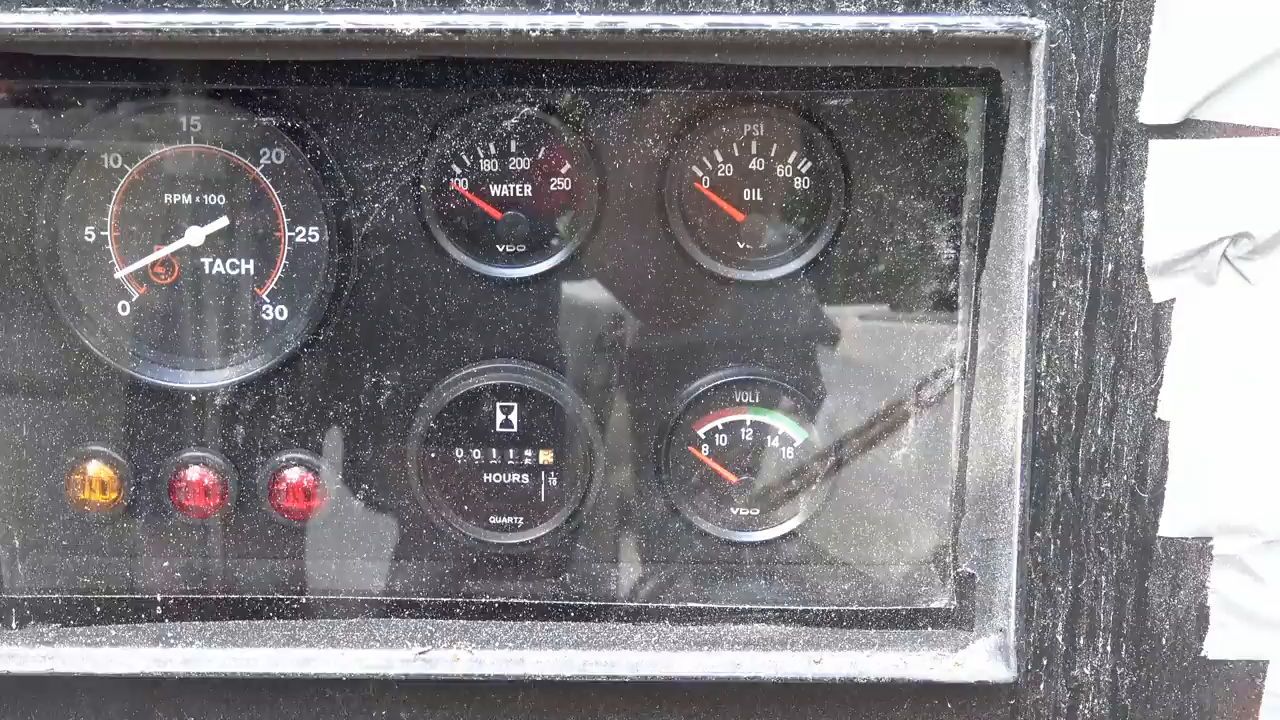 15
10 20
RPM x 100
5 25
TACH
0 30
100 180 200 250
WATER
VDO
PSI
0 20 40 60 80
OIL
VOLT
8 10 12 14 16
VDO
HOURS
1/10
QUARTZ